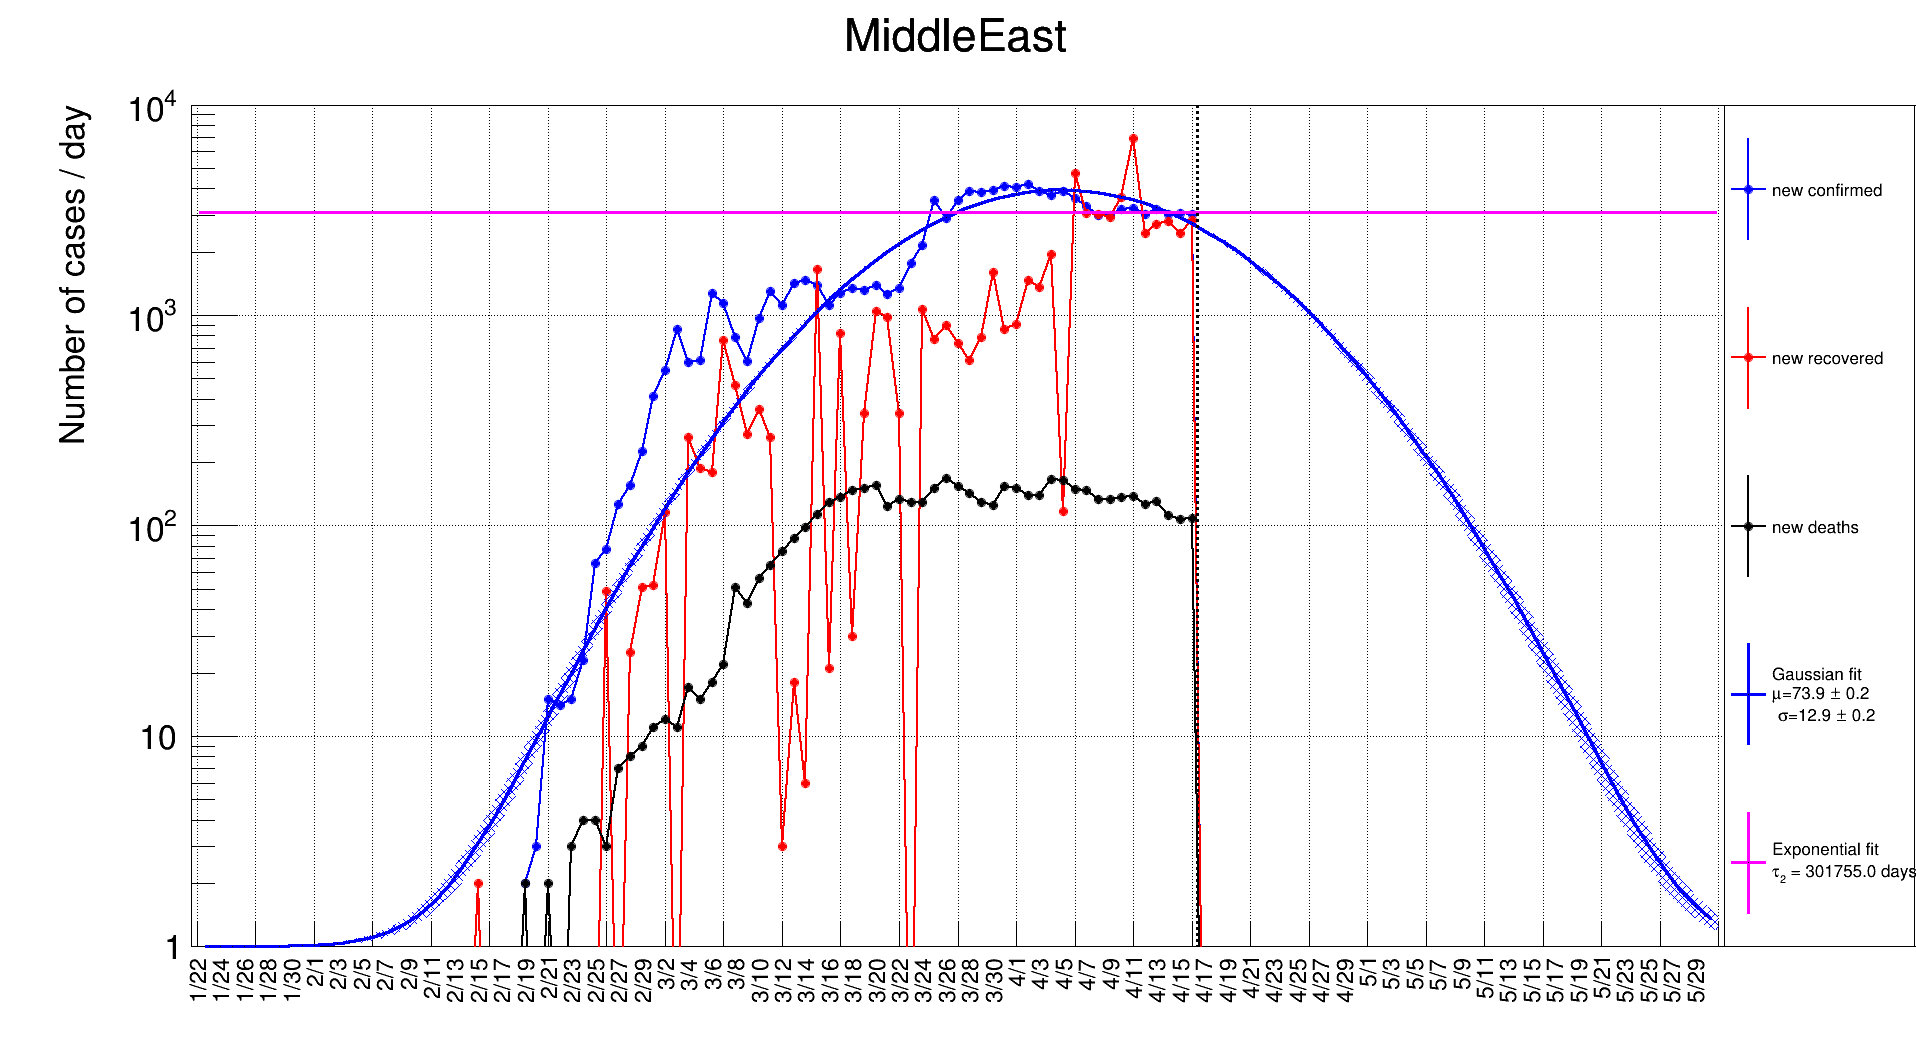 MiddleEast
Number of cases / day
10^4
10^3
10^2
10
1
1/22 1/24 1/26 1/28 1/30 2/1 2/3 2/5 2/7 2/9 2/11 2/13 2/15 2/17 2/19 2/21 2/23 2/25 2/27 2/29 3/2 3/4 3/6 3/8 3/10 3/12 3/14 3/16 3/18 3/20 3/22 3/24 3/26 3/28 3/30 4/1 4/3 4/5 4/7 4/9 4/11 4/13 4/15 4/17 4/19 4/21 4/23 4/25 4/27 4/29 5/1 5/3 5/5 5/7 5/9 5/11 5/13 5/15 5/17 5/19 5/21 5/23 5/25 5/27 5/29
new confirmed
new recovered
new deaths
Gaussian fit
μ=73.9 ± 0.2
σ=12.9 ± 0.2
Exponential fit
τ₂ = 301755.0 days